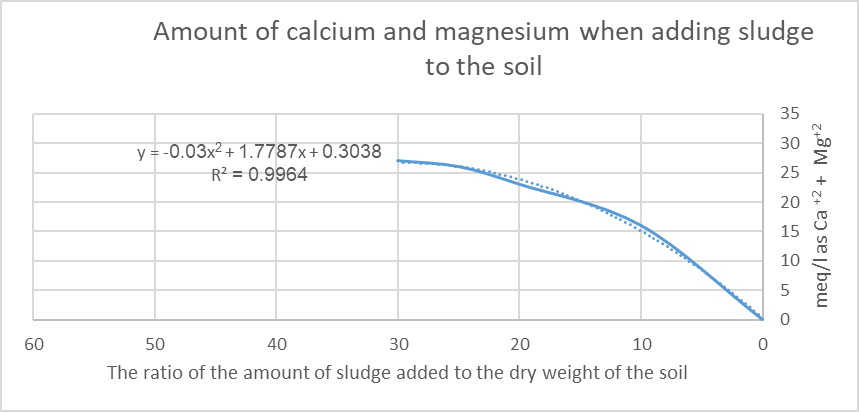 Amount of calcium and magnesium when adding sludge
to the soil
y = -0.03x² + 1.7787x + 0.3038
R² = 0.9964
35
30
25
20
15
10
5
0
meq/l as Ca ⁺² + Mg⁺²
60 50 40 30 20 10 0
The ratio of the amount of sludge added to the dry weight of the soil